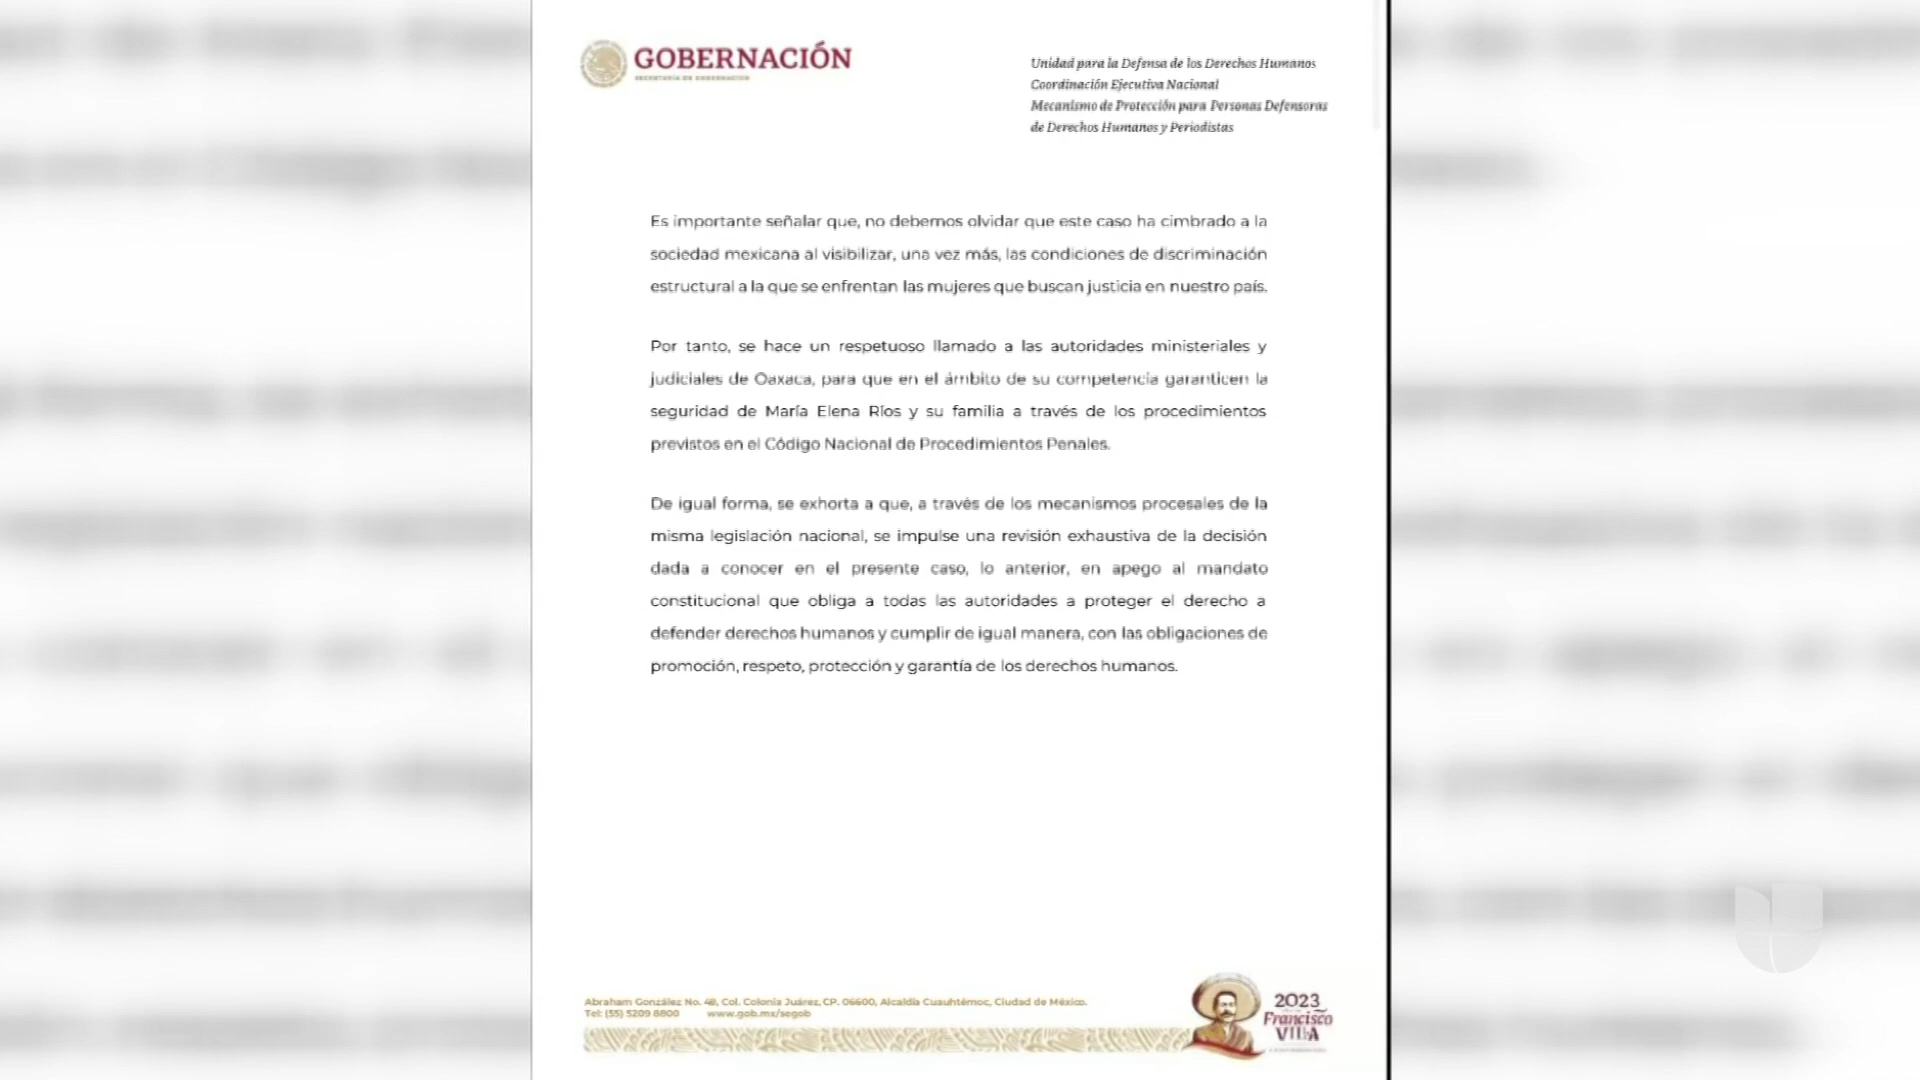 GOBERNACIÓN
SECRETARÍA DE GOBERNACIÓN
Unidad para la Defensa de los Derechos Humanos
Coordinación Ejecutiva Nacional
Mecanismo de Protección para Personas Defensoras
de Derechos Humanos y Periodistas
Es importante señalar que, no debemos olvidar que este caso ha cimbrado a la
sociedad mexicana al visibilizar, una vez más, las condiciones de discriminación
estructural a la que se enfrentan las mujeres que buscan justicia en nuestro país.
Por tanto, se hace un respetuoso llamado a las autoridades ministeriales y
judiciales de Oaxaca, para que en el ámbito de su competencia garanticen la
seguridad de María Elena Ríos y su familia a través de los procedimientos
previstos en el Código Nacional de Procedimientos Penales.
De igual forma, se exhorta a que, a través de los mecanismos procesales de la
misma legislación nacional, se impulse una revisión exhaustiva de la decisión
dada a conocer en el presente caso, lo anterior, en apego al mandato
constitucional que obliga a todas las autoridades a proteger el derecho a
defender derechos humanos y cumplir de igual manera, con las obligaciones de
promoción, respeto, protección y garantía de los derechos humanos.
Abraham González No. 48, Col. Colonia Juárez, CP. 06600, Alcaldía Cuauhtémoc, Ciudad de México.
Tel: (55) 5209 8800 www.gob.mx/segob
2023
Francisco
VILLA